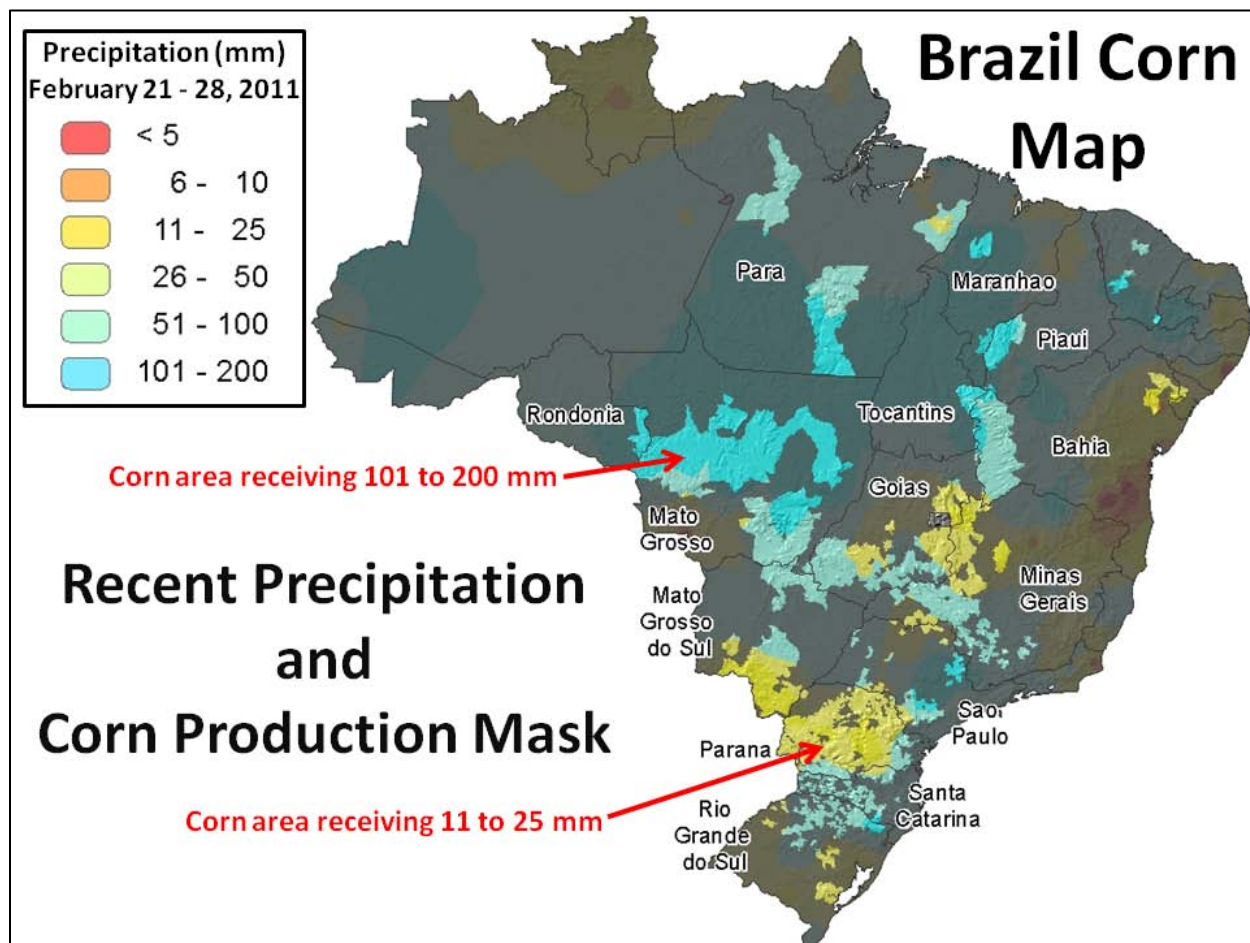 Precipitation (mm)
February 21 - 28, 2011
< 5
6 - 10
11 - 25
26 - 50
51 - 100
101 - 200
Brazil Corn
Map
Para
Maranhao
Piaui
Rondonia
Tocantins
Bahia
Corn area receiving 101 to 200 mm
Goias
Mato
Grosso
Minas
Gerais
Recent Precipitation
and
Corn Production Mask
Mato
Grosso
do Sul
Sao
Paulo
Parana
Santa
Catarina
Corn area receiving 11 to 25 mm
Rio
Grande
do Sul